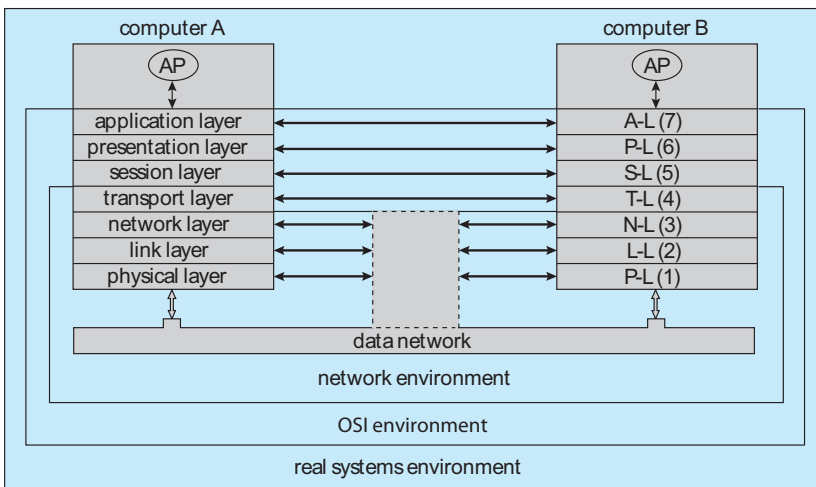 computer A
computer B
AP
AP
application layer
A-L (7)
presentation layer
P-L (6)
session layer
S-L (5)
transport layer
T-L (4)
network layer
N-L (3)
link layer
L-L (2)
physical layer
P-L (1)
data network
network environment
OSI environment
real systems environment